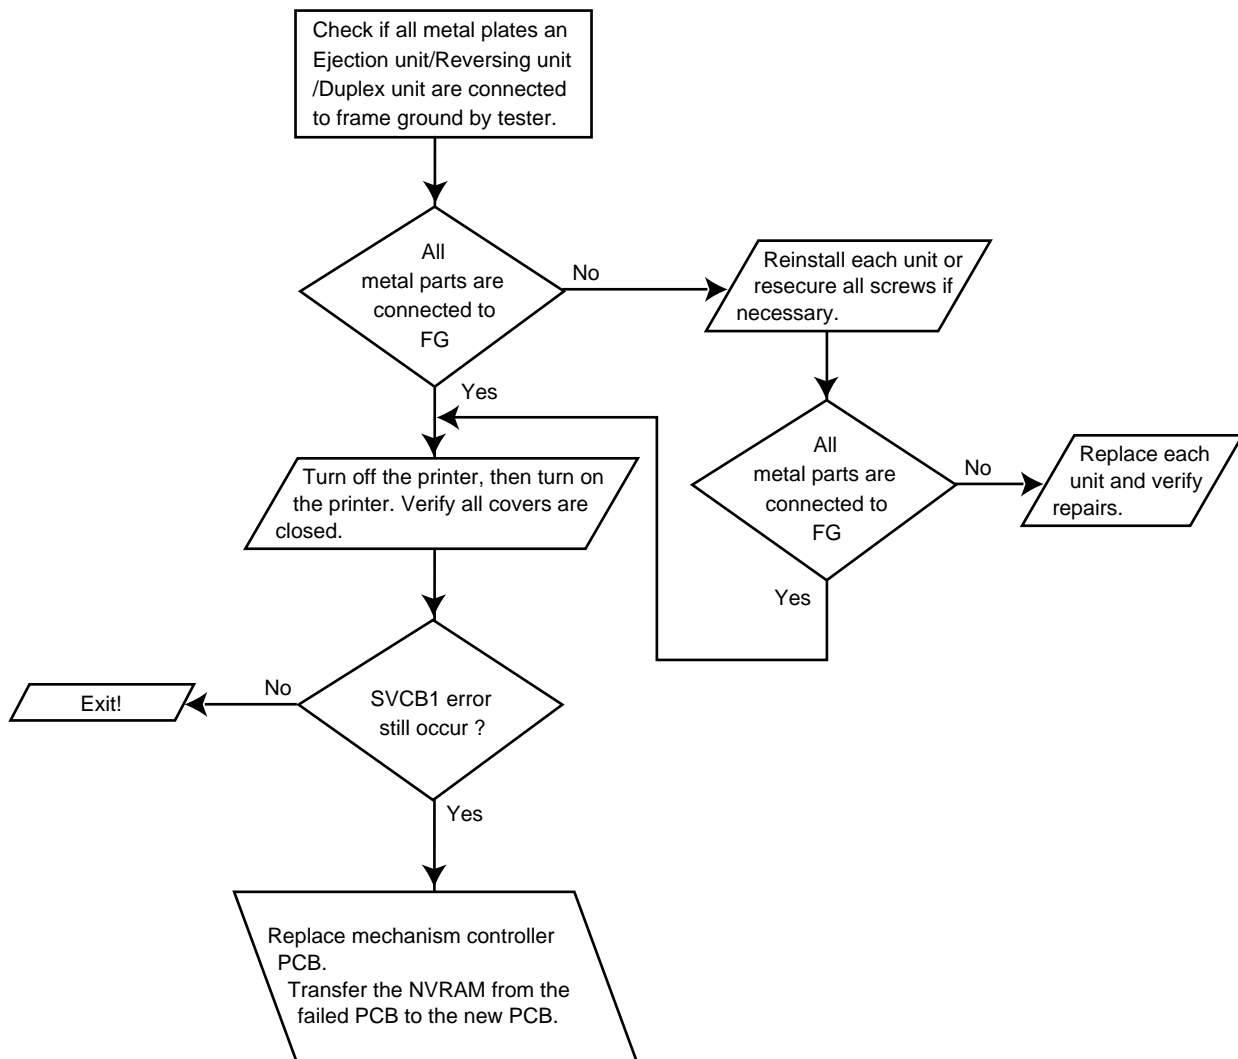 Check if all metal plates an
Ejection unit/Reversing unit
/Duplex unit are connected
to frame ground by tester.
All
metal parts are
connected to
FG
No
Reinstall each unit or
resecure all screws if
necessary.
Yes
All
metal parts are
connected to
FG
No
Replace each
unit and verify
repairs.
Yes
Turn off the printer, then turn on
the printer. Verify all covers are
closed.
SVCB1 error
still occur ?
No
Exit!
Yes
Replace mechanism controller
PCB.
Transfer the NVRAM from the
failed PCB to the new PCB.